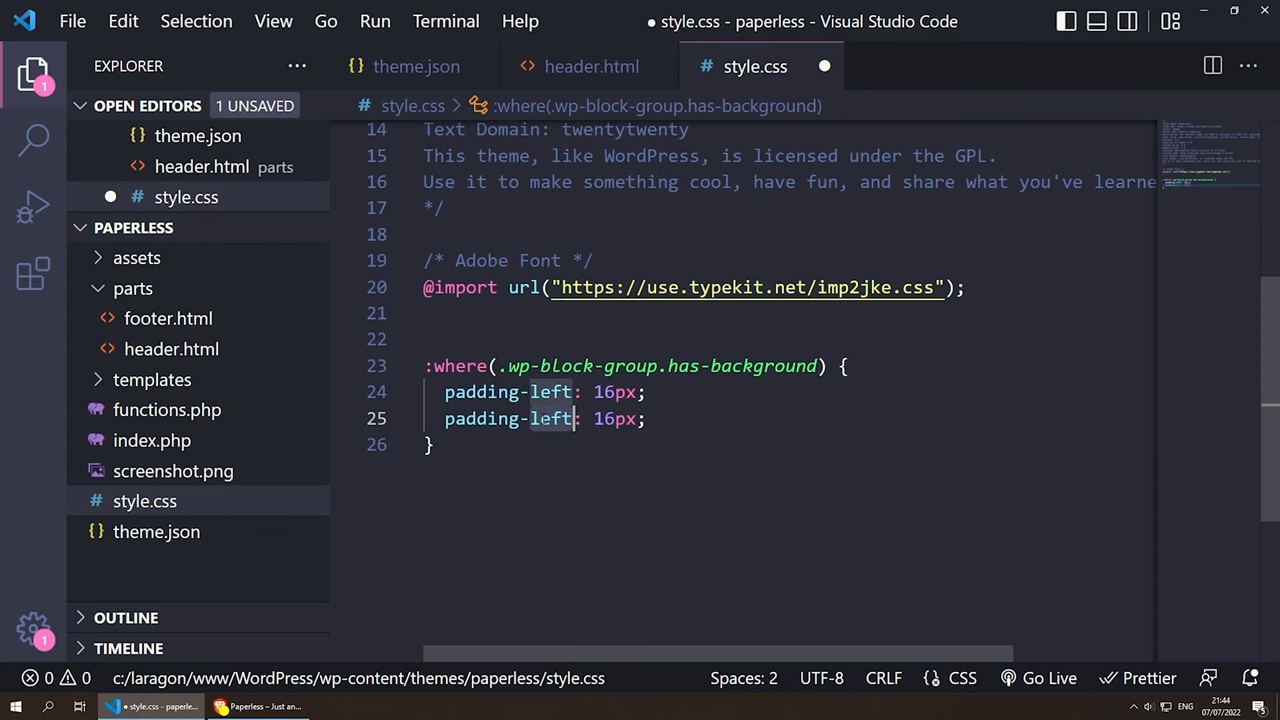 File Edit Selection View Go Run Terminal Help ● style.css - paperless - Visual Studio Code
EXPLORER
OPEN EDITORS 1 UNSAVED
theme.json
header.html parts
style.css
PAPERLESS
assets
parts
footer.html
header.html
templates
functions.php
index.php
screenshot.png
style.css
theme.json
OUTLINE
TIMELINE
theme.json header.html style.css
style.css > :where(.wp-block-group.has-background)
14 Text Domain: twentytwenty
15 This theme, like WordPress, is licensed under the GPL.
16 Use it to make something cool, have fun, and share what you've learne
17 */
18
19 /* Adobe Font */
20 @import url("https://use.typekit.net/imp2jke.css");
21
22
23 :where(.wp-block-group.has-background) {
24 padding-left: 16px;
25 padding-left: 16px;
26 }
1
1
0 0 c:/laragon/www/WordPress/wp-content/themes/paperless/style.css Spaces: 2 UTF-8 CRLF {} CSS Go Live Prettier
● style.css - paperle... Paperless – Just an... ENG 21:44
07/07/2022